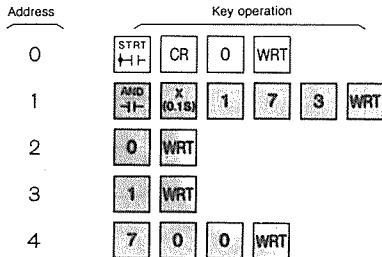 Address Key operation
0 STRT CR 0 WRT
1 AND X (0.1S) 1 7 3 WRT
2 0 WRT
3 1 WRT
4 7 0 0 WRT